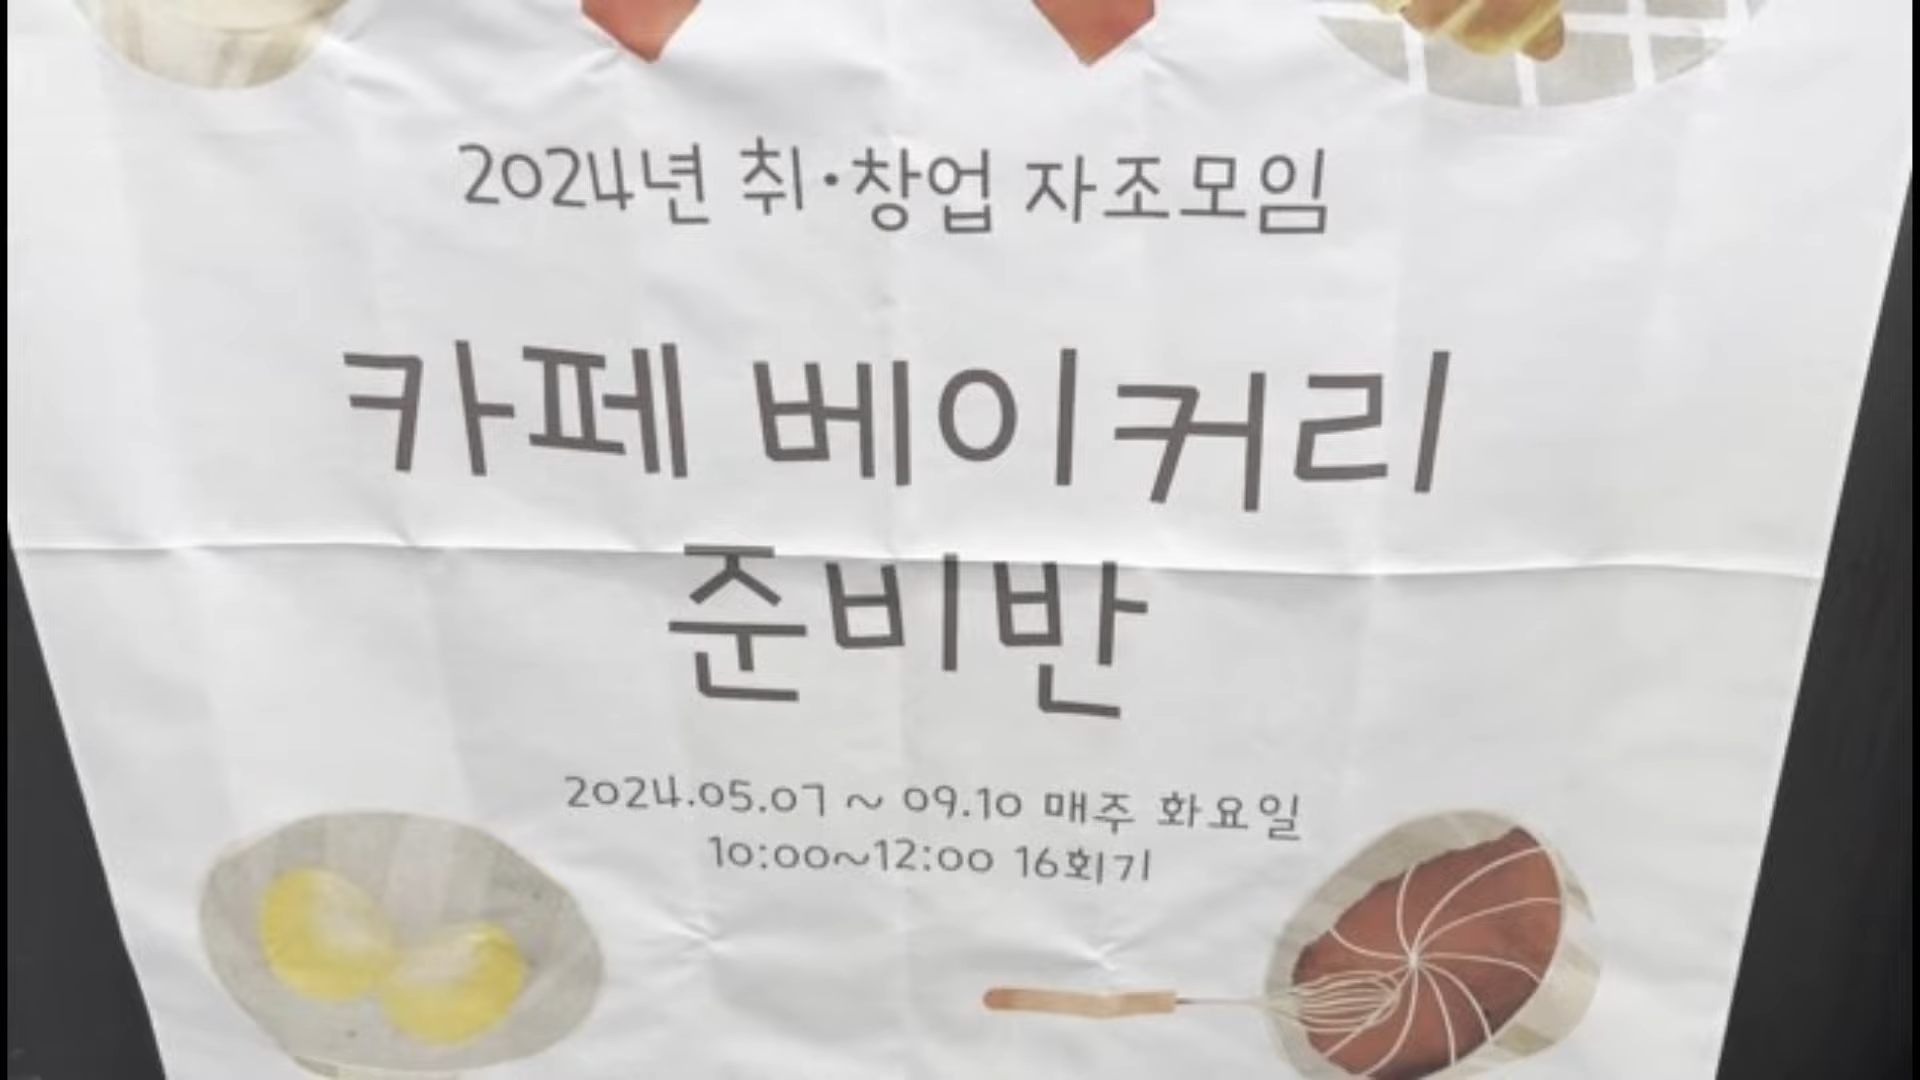 2024년 취·창업 자조모임
카페 베이커리
준비반
2024.05.07 ~ 09.10 매주 화요일
10:00~12:00 16회기